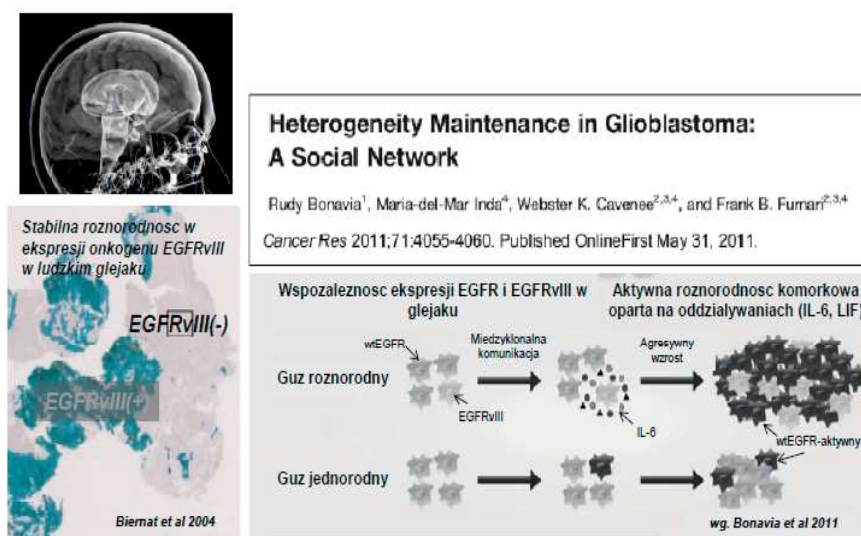 Heterogeneity Maintenance in Glioblastoma:
A Social Network
Rudy Bonavia1, Maria-del-Mar Inda4, Webster K. Cavenee2,3,4, and Frank B. Furnari2,3,4
Cancer Res 2011;71:4055-4060. Published OnlineFirst May 31, 2011.
Stabilna roznorodnosc w
ekspresji onkogenu EGFRvIII
w ludzkim glejaku
EGFRvIII(-)
EGFRvIII(+)
Biernat et al 2004
Wspozaleznosc ekspresji EGFR i EGFRvIII w
glejaku
Aktywna roznorodnosc komorkowa
oparta na oddzialywaniach (IL-6, LIF)
wtEGFR
Miedzyklonalna
komunikacja
Agresywny
wzrost
Guz roznorodny
EGFRvIII
IL-6
wtEGFR-aktywny
Guz jednorodny
wg. Bonavia et al 2011